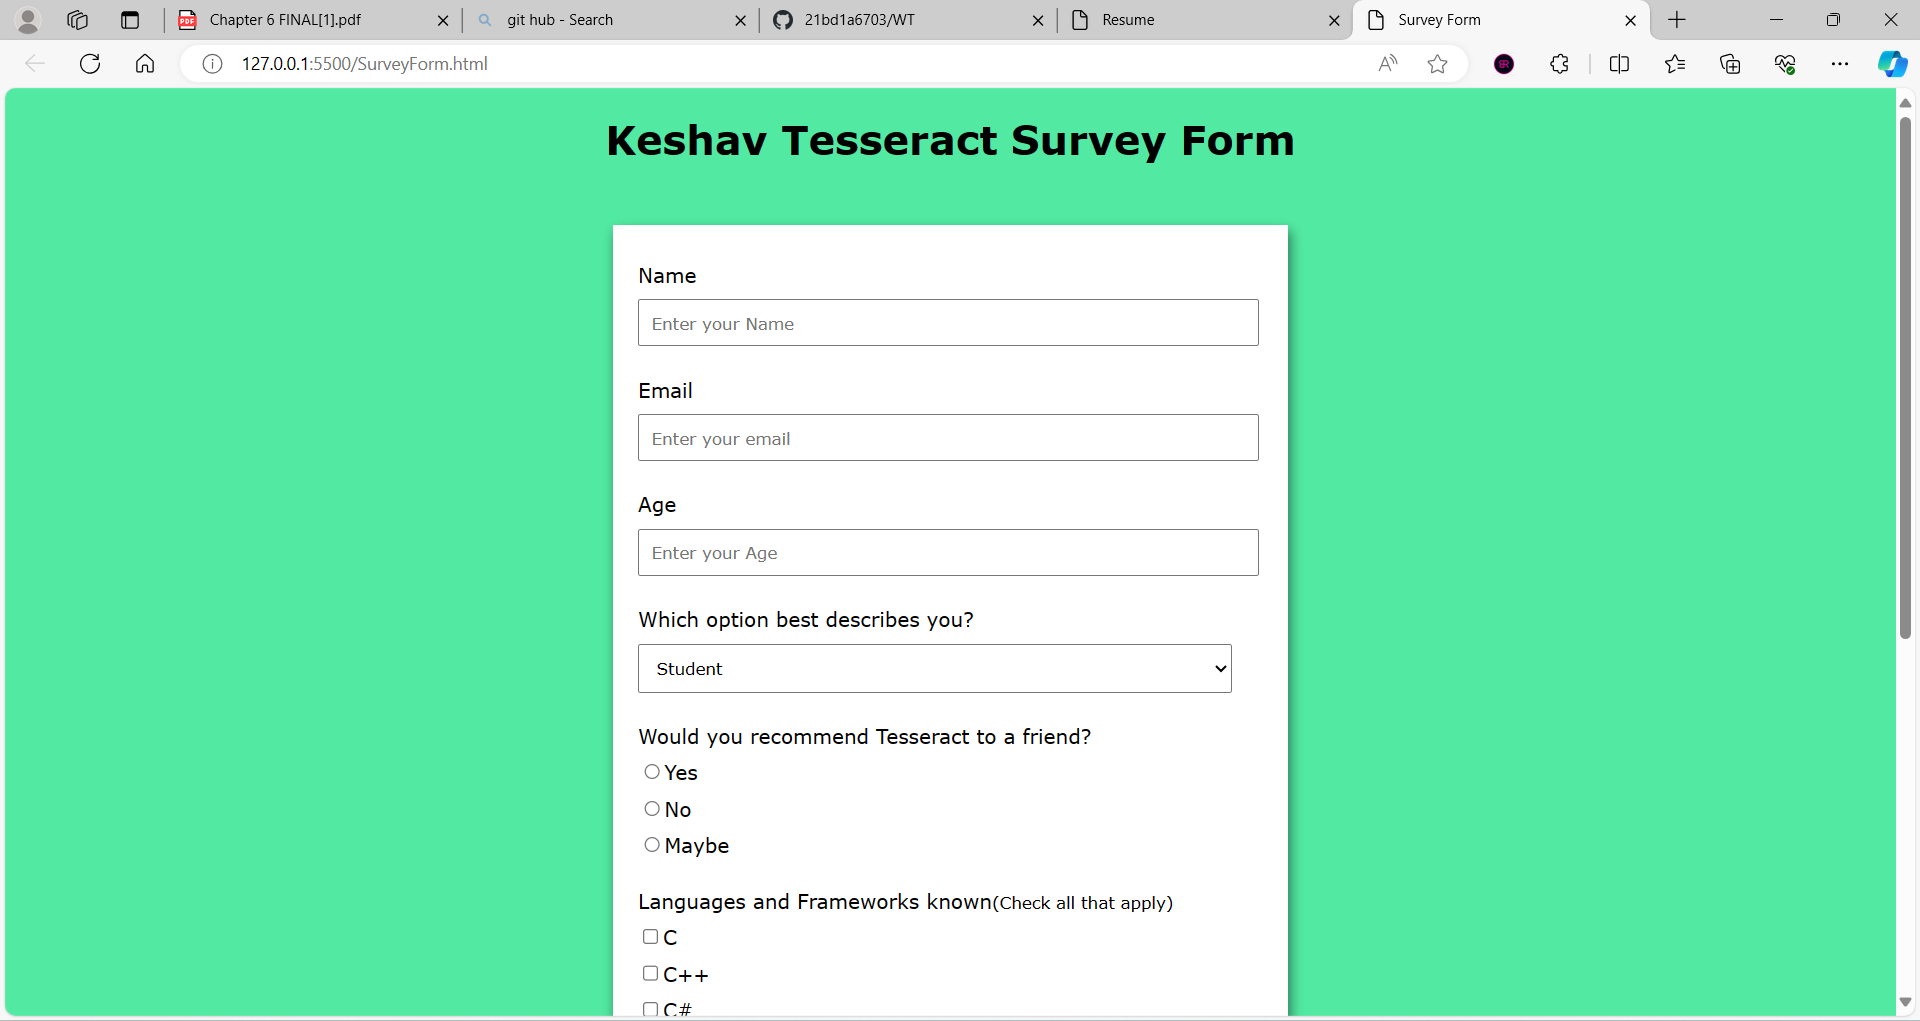 Chapter 6 FINAL[1].pdf
git hub - Search
21bd1a6703/WT
Resume
Survey Form
127.0.0.1:5500/SurveyForm.html
Keshav Tesseract Survey Form
Name
Enter your Name
Email
Enter your email
Age
Enter your Age
Which option best describes you?
Student
Would you recommend Tesseract to a friend?
Yes
No
Maybe
Languages and Frameworks known(Check all that apply)
C
C++
C#